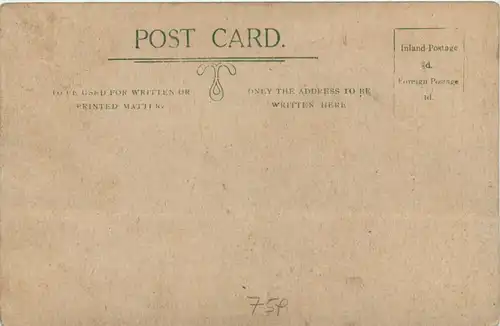 POST CARD.
TO BE USED FOR WRITTEN OR
PRINTED MATTER
ONLY THE ADDRESS TO BE
WRITTEN HERE
Inland Postage
½d.
Foreign Postage
1d.